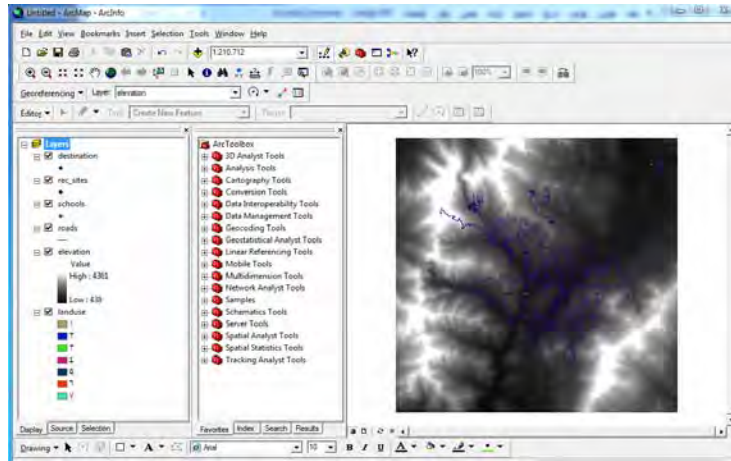 Untitled - ArcMap - ArcInfo
File Edit View Bookmarks Insert Selection Tools Window Help
1:210,712
100%
Georeferencing Layer: elevation
Editor Create New Feature
Layers
destination
rec_sites
schools
roads
elevation
Value
High : 4361
landuse
ArcToolbox
3D Analyst Tools
Analysis Tools
Cartography Tools
Conversion Tools
Data Interoperability Tools
Data Management Tools
Geocoding Tools
Geostatistical Analyst Tools
Linear Referencing Tools
Mobile Tools
Multidimension Tools
Network Analyst Tools
Samples
Schematics Tools
Server Tools
Spatial Analyst Tools
Spatial Statistics Tools
Tracking Analyst Tools
Display Source Selection
Favorites Index Search Results
Drawing A Arial 10 B I U A